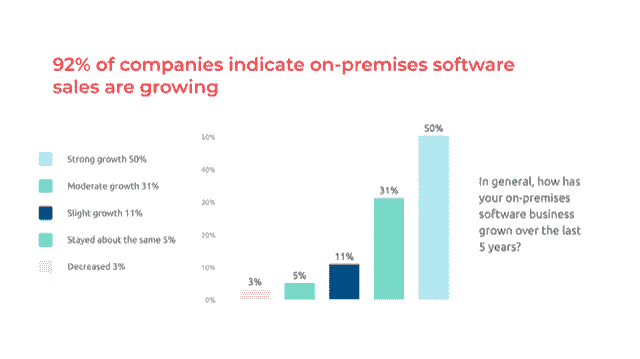 92% of companies indicate on-premises software
sales are growing
Strong growth 50%
Moderate growth 31%
Slight growth 11%
Stayed about the same 5%
Decreased 3%
50%
40%
30%
20%
10%
0%
3%
5%
11%
31%
50%
In general, how has
your on-premises
software business
grown over the last
5 years?